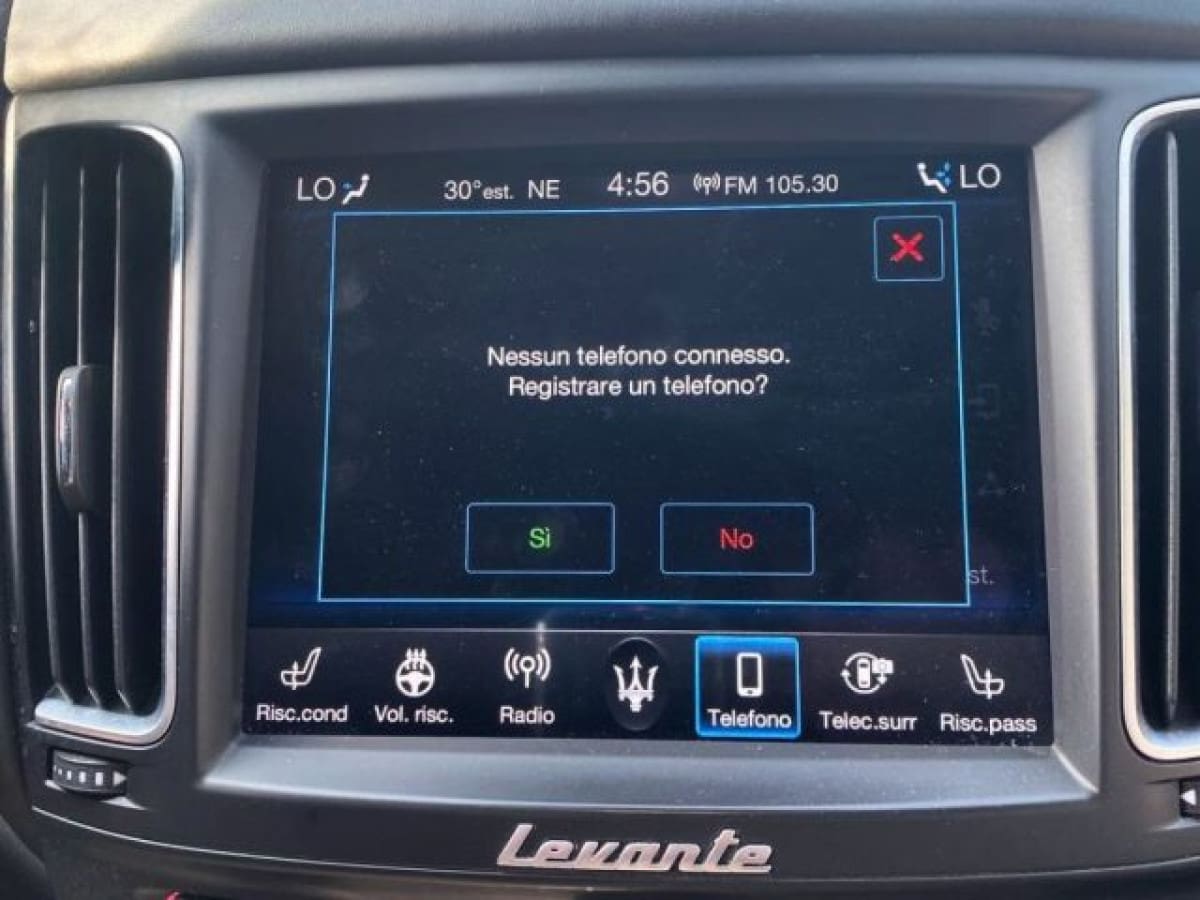 LO 30°est. NE 4:56 FM 105.30 LO
Nessun telefono connesso.
Registrare un telefono?
Sì No
st.
Risc.cond Vol. risc. Radio Telefono Telec.surr Risc.pass
Levante